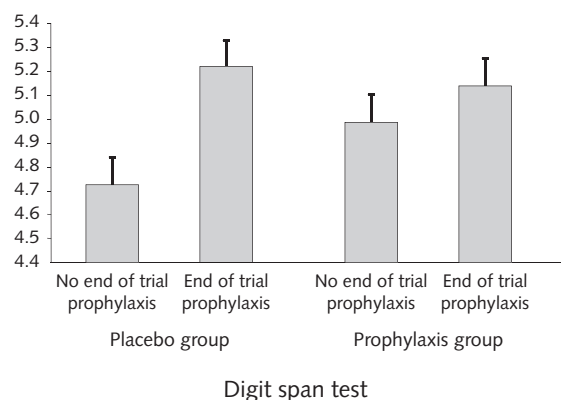 5.4
5.3
5.2
5.1
5.0
4.9
4.8
4.7
4.6
4.5
4.4
No end of trial prophylaxis
End of trial prophylaxis
No end of trial prophylaxis
End of trial prophylaxis
Placebo group
Prophylaxis group
Digit span test